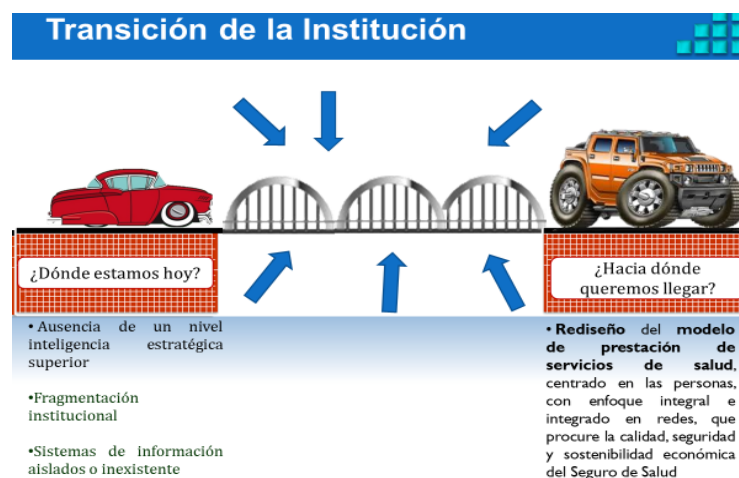 Transición de la Institución
¿Dónde estamos hoy?
• Ausencia de un nivel
inteligencia estratégica
superior
•Fragmentación
institucional
•Sistemas de información
aislados o inexistente
¿Hacia dónde
queremos llegar?
• Rediseño del modelo
de prestación de
servicios de salud,
centrado en las personas,
con enfoque integral e
integrado en redes, que
procure la calidad, seguridad
y sostenibilidad económica
del Seguro de Salud